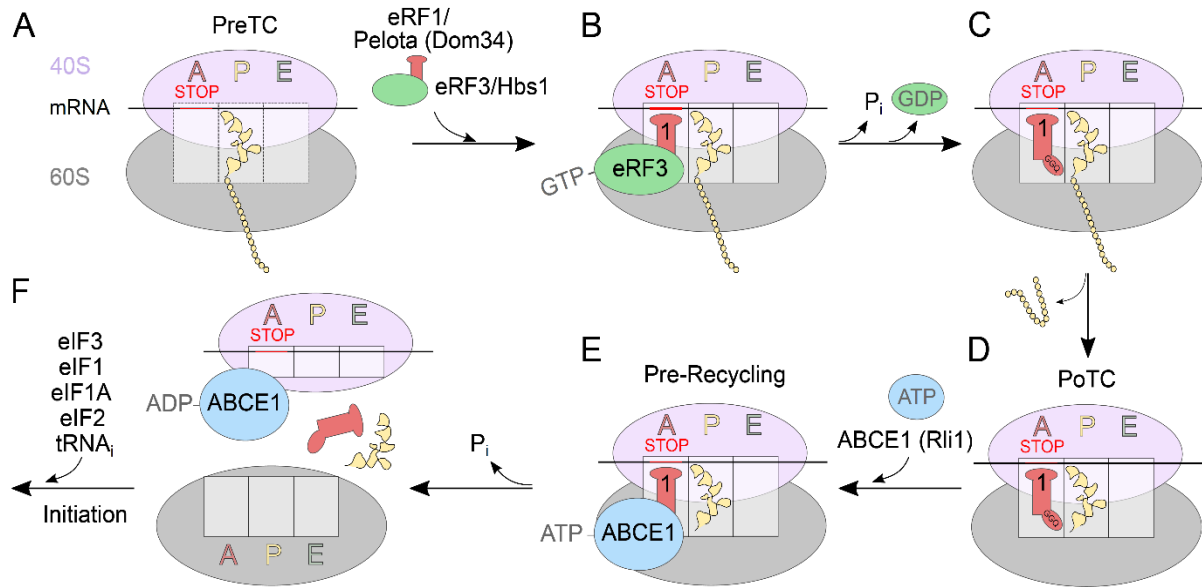 A
PreTC
40S
A P E
STOP
mRNA
60S
eRF1/
Pelota (Dom34)
eRF3/Hbs1
B
A P E
STOP
1
eRF3
GTP
Pi
GDP
C
A P E
STOP
1
GGQ
D
PoTC
A P E
STOP
1
GGQ
ATP
ABCE1 (Rli1)
E
Pre-Recycling
A P E
STOP
1
ATP
ABCE1
Pi
F
A P E
STOP
ADP
ABCE1
A P E
eIF3
eIF1
eIF1A
eIF2
tRNAi
Initiation